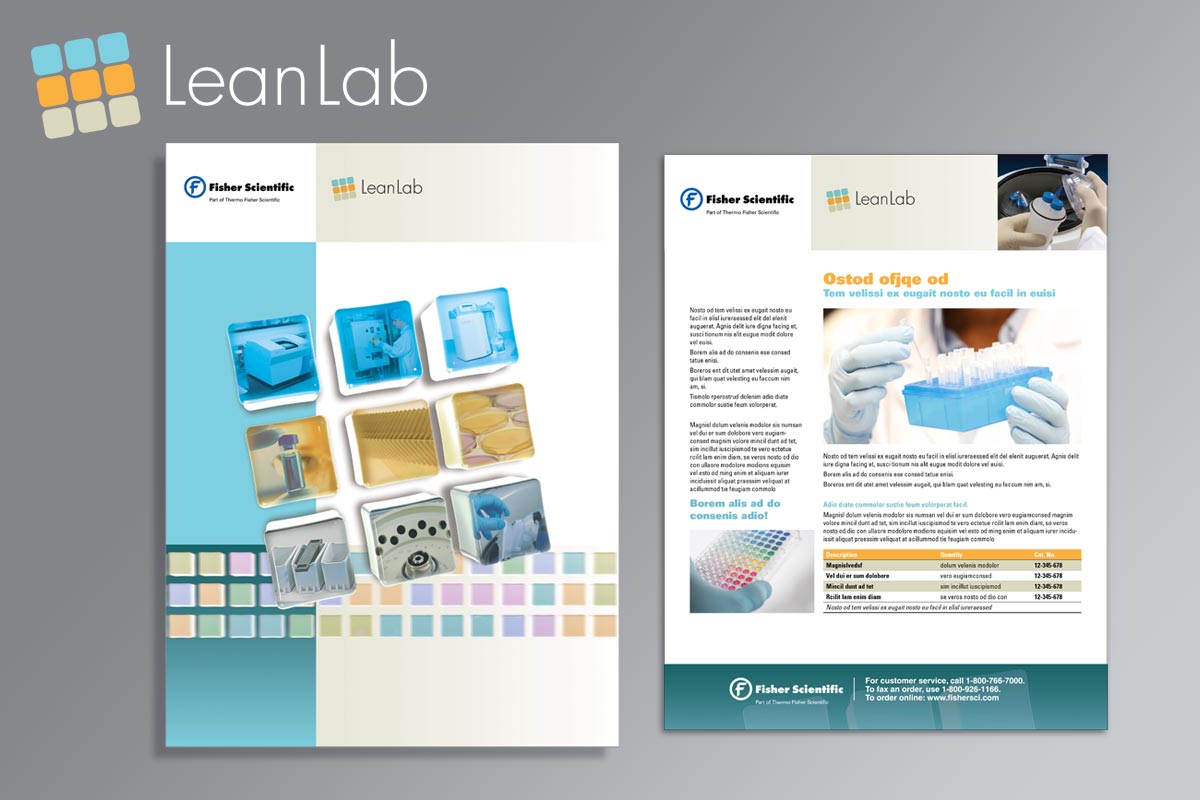 LeanLab
Fisher Scientific
Part of Thermo Fisher Scientific
LeanLab
Fisher Scientific
Part of Thermo Fisher Scientific
LeanLab
Nosto od tem velissi ex eugait nosto eu
facil in elisl iureraessed elit del elenit
auguerat. Agnis delit iure digna facing et,
susci tionum nis alit augue modit dolore
vel euisi.
Borem alis ad do consenis ese consed
tatue enisi.
Boreros ent dit utet amet velessim augait,
qui blam quat velesting eu faccum nim
am, si.
Tismolo rperostrud dolenim adio diate
commolor sustie feum volorperat.
Magnisl dolum velenis modolor sis numsan
vel dui er sum dolobore vero eugiam-
consed magnim volore mincil dunt ad tet,
sim incillut iuscipismod te vero ectetue
rcilit lam enim diam, se veros nosto od dio
con ullaore modolore modions equisim
vel esto od ming enim et aliquam iriurer
inciduissit aliquat praessim veliquat at
acillummod tie feugiam commolo
Borem alis ad do
consenis adio!
Ostod ofjqe od
Tem velissi ex eugait nosto eu facil in euisi
Nosto od tem velissi ex eugait nosto eu facil in elisl iureraessed elit del elenit auguerat. Agnis delit
iure digna facing et, susci tionum nis alit augue modit dolore vel euisi.
Borem alis ad do consenis ese consed tatue enisi.
Boreros ent dit utet amet velessim augait, qui blam quat velesting eu faccum nim am, si.
Adio diate commolor sustie feum volorperat facil.
Magnisl dolum velenis modolor sis numsan vel dui er sum dolobore vero eugiamconsed magnim
volore mincil dunt ad tet, sim incillut iuscipismod te vero ectetue rcilit lam enim diam, se veros
nosto od dio con ullaore modolore modions equisim vel esto od ming enim et aliquam iriurer incidu-
issit aliquat praessim veliquat at acillummod tie feugiam commolo
Description Quantity Cat. No.
Magnislvedsf dolum velenis modolor 12-345-678
Vel dui er sum dolobore vero eugiamconsed 12-345-678
Mincil dunt ad tet sim incillut iuscipismod 12-345-678
Rcilit lam enim diam se veros nosto od dio con 12-345-678
Nosto od tem velissi ex eugait nosto eu facil in elisl iureraessed
Fisher Scientific
Part of Thermo Fisher Scientific
For customer service, call 1-800-766-7000.
To fax an order, use 1-800-926-1166.
To order online: www.fishersci.com